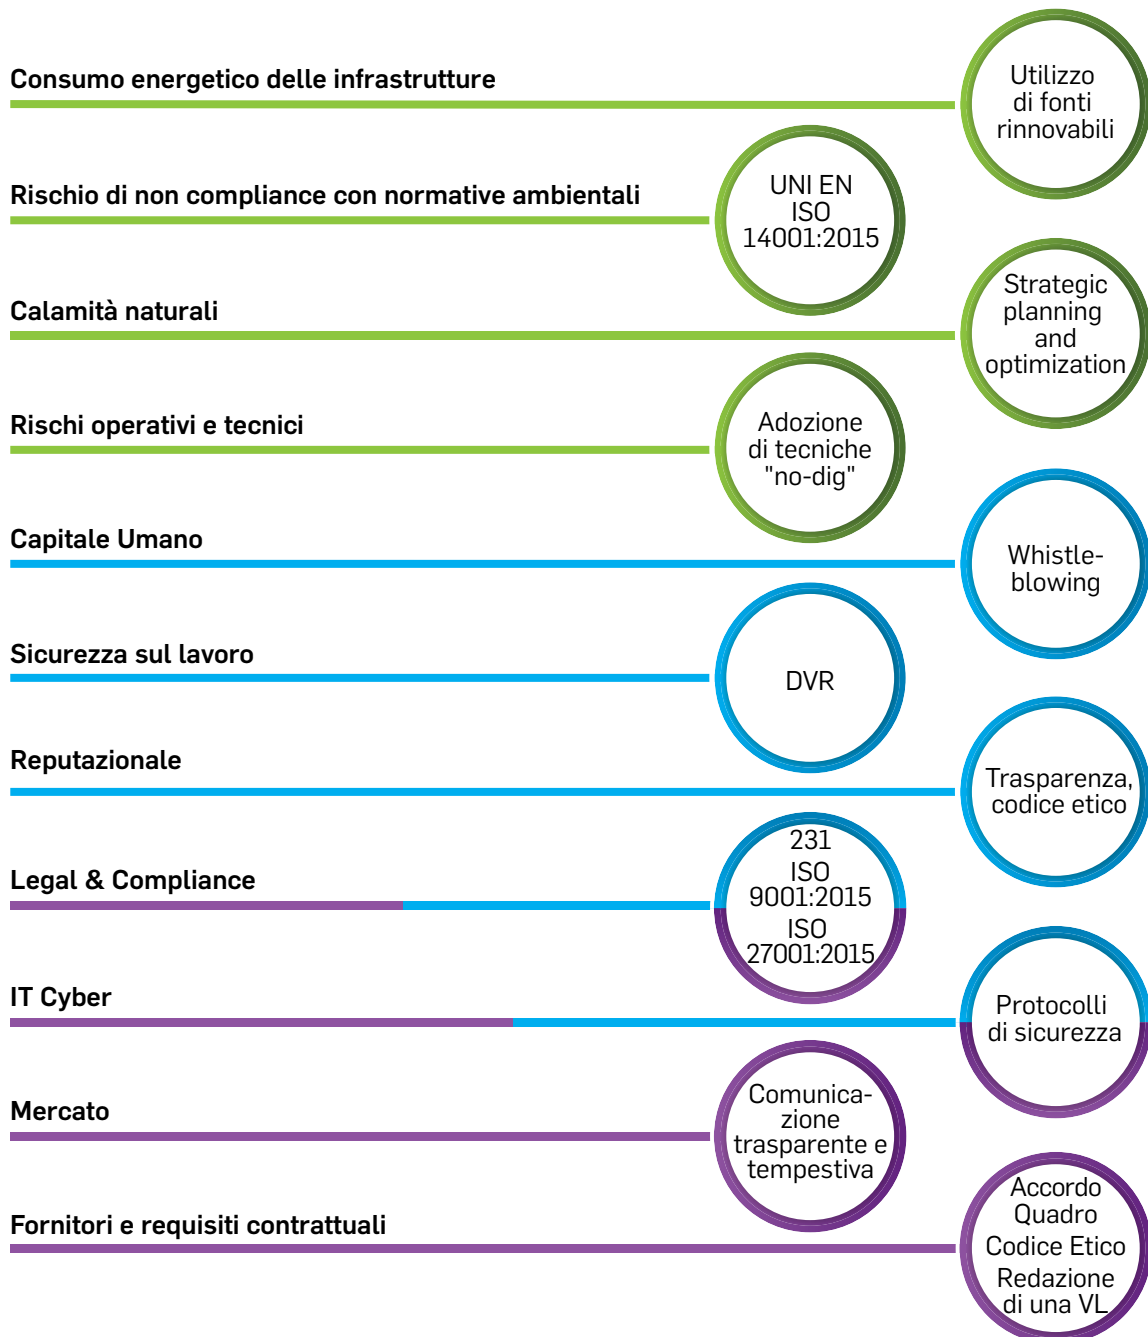 Consumo energetico delle infrastrutture
Utilizzo
di fonti
rinnovabili
Rischio di non compliance con normative ambientali
UNI EN
ISO
14001:2015
Calamità naturali
Strategic
planning
and
optimization
Rischi operativi e tecnici
Adozione
di tecniche
"no-dig"
Capitale Umano
Whistle-
blowing
Sicurezza sul lavoro
DVR
Reputazionale
Trasparenza,
codice etico
Legal & Compliance
231
ISO
9001:2015
ISO
27001:2015
IT Cyber
Protocolli
di sicurezza
Mercato
Comunica-
zione
trasparente e
tempestiva
Fornitori e requisiti contrattuali
Accordo
Quadro
Codice Etico
Redazione
di una VL